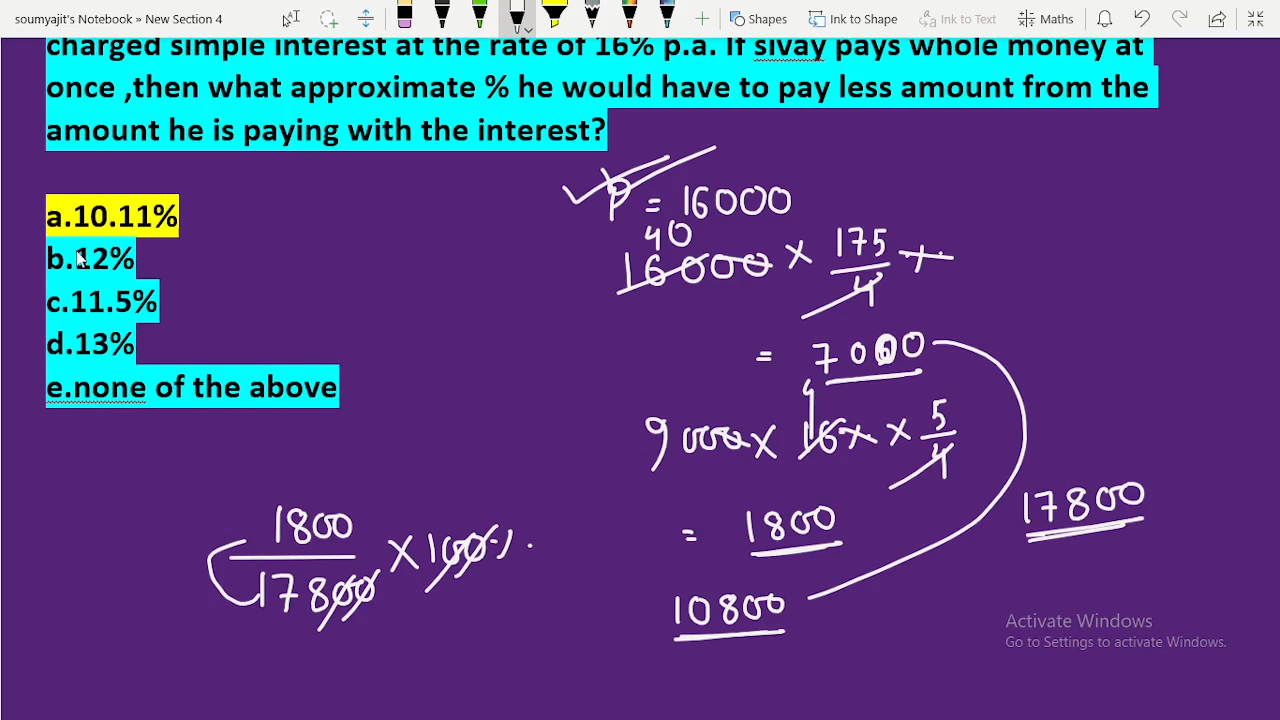 soumyajit's Notebook » New Section 4
Shapes
Ink to Shape
Ink to Text
Maths
charged simple interest at the rate of 16% p.a. If sivay pays whole money at
once ,then what approximate % he would have to pay less amount from the
amount he is paying with the interest?
a.10.11%
b.12%
c.11.5%
d.13%
e.none of the above
P = 16000
40
16000 × 175/4 %
= 7000
4
9000 × 16% × 5/4
= 1800
10800
17800
1800/17800 × 100%
Activate Windows
Go to Settings to activate Windows.